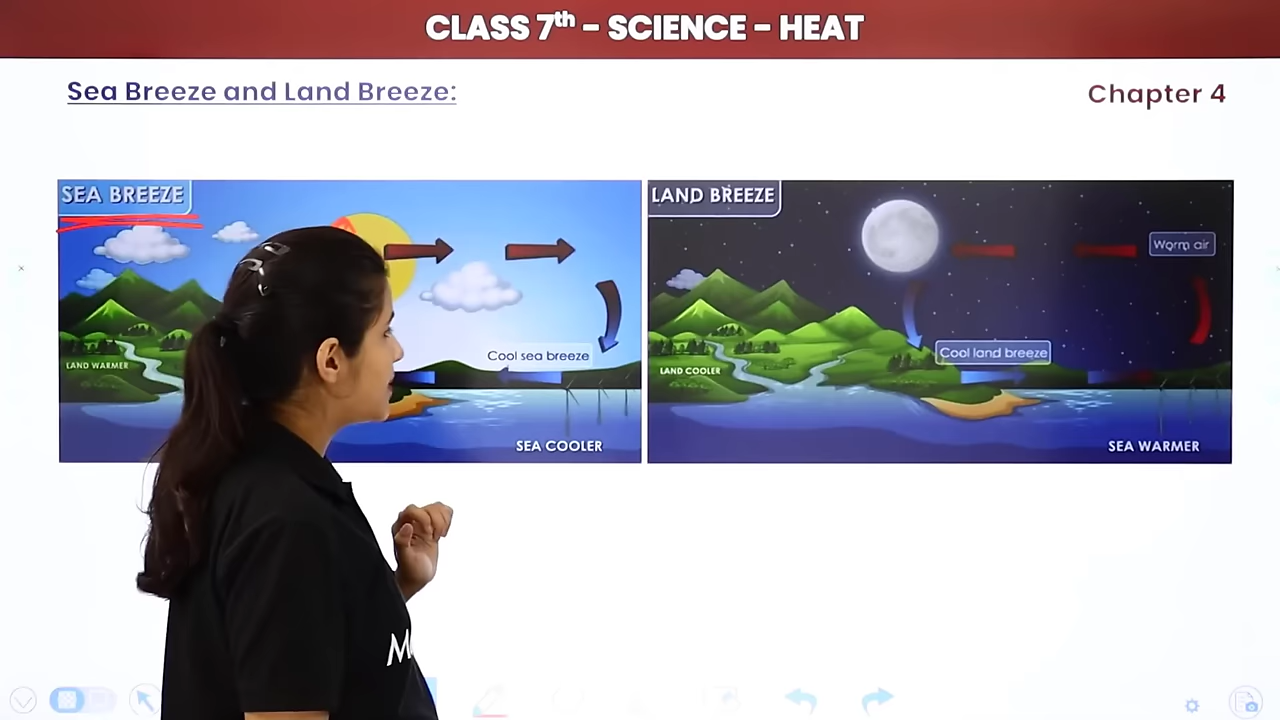 CLASS 7th - SCIENCE - HEAT
Sea Breeze and Land Breeze:
Chapter 4
SEA BREEZE
LAND BREEZE
Warm air
Cool sea breeze
Cool land breeze
LAND WARMER
LAND COOLER
SEA COOLER
SEA WARMER